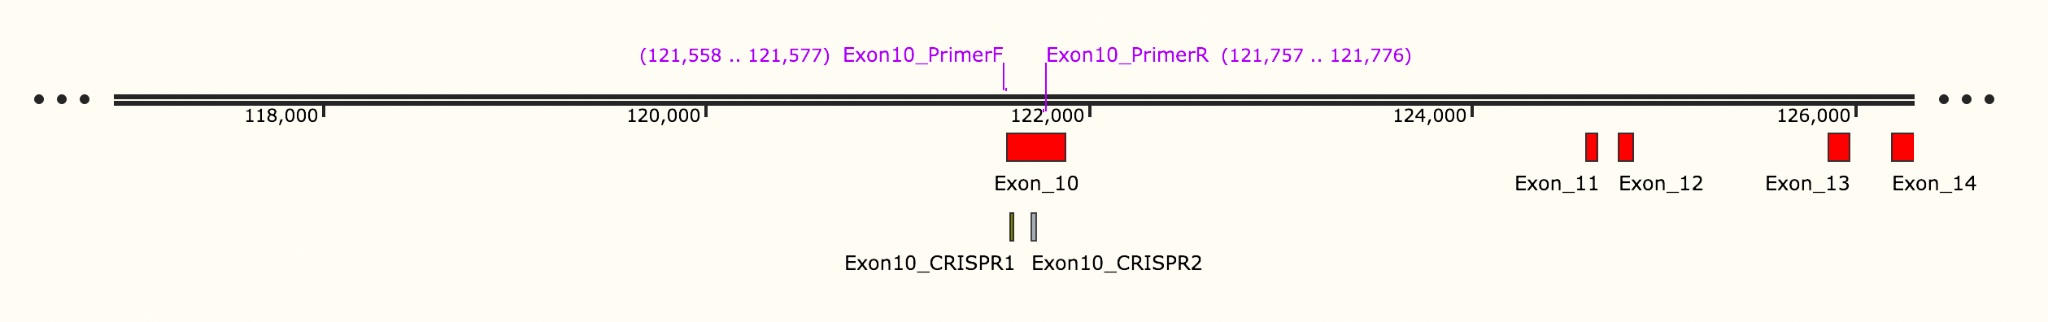 (121,558 .. 121,577) Exon10_PrimerF Exon10_PrimerR (121,757 .. 121,776)
118,000 120,000 122,000 124,000 126,000
Exon_10 Exon_11 Exon_12 Exon_13 Exon_14
Exon10_CRISPR1 Exon10_CRISPR2